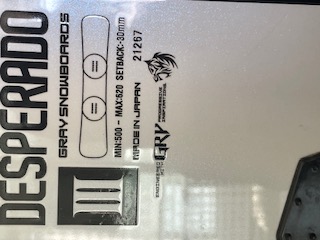 DESPERADO
GRAY SNOWBOARDS
MIN:500 - MAX:620 SETBACK:-30mm
MADE IN JAPAN 21267
GRY